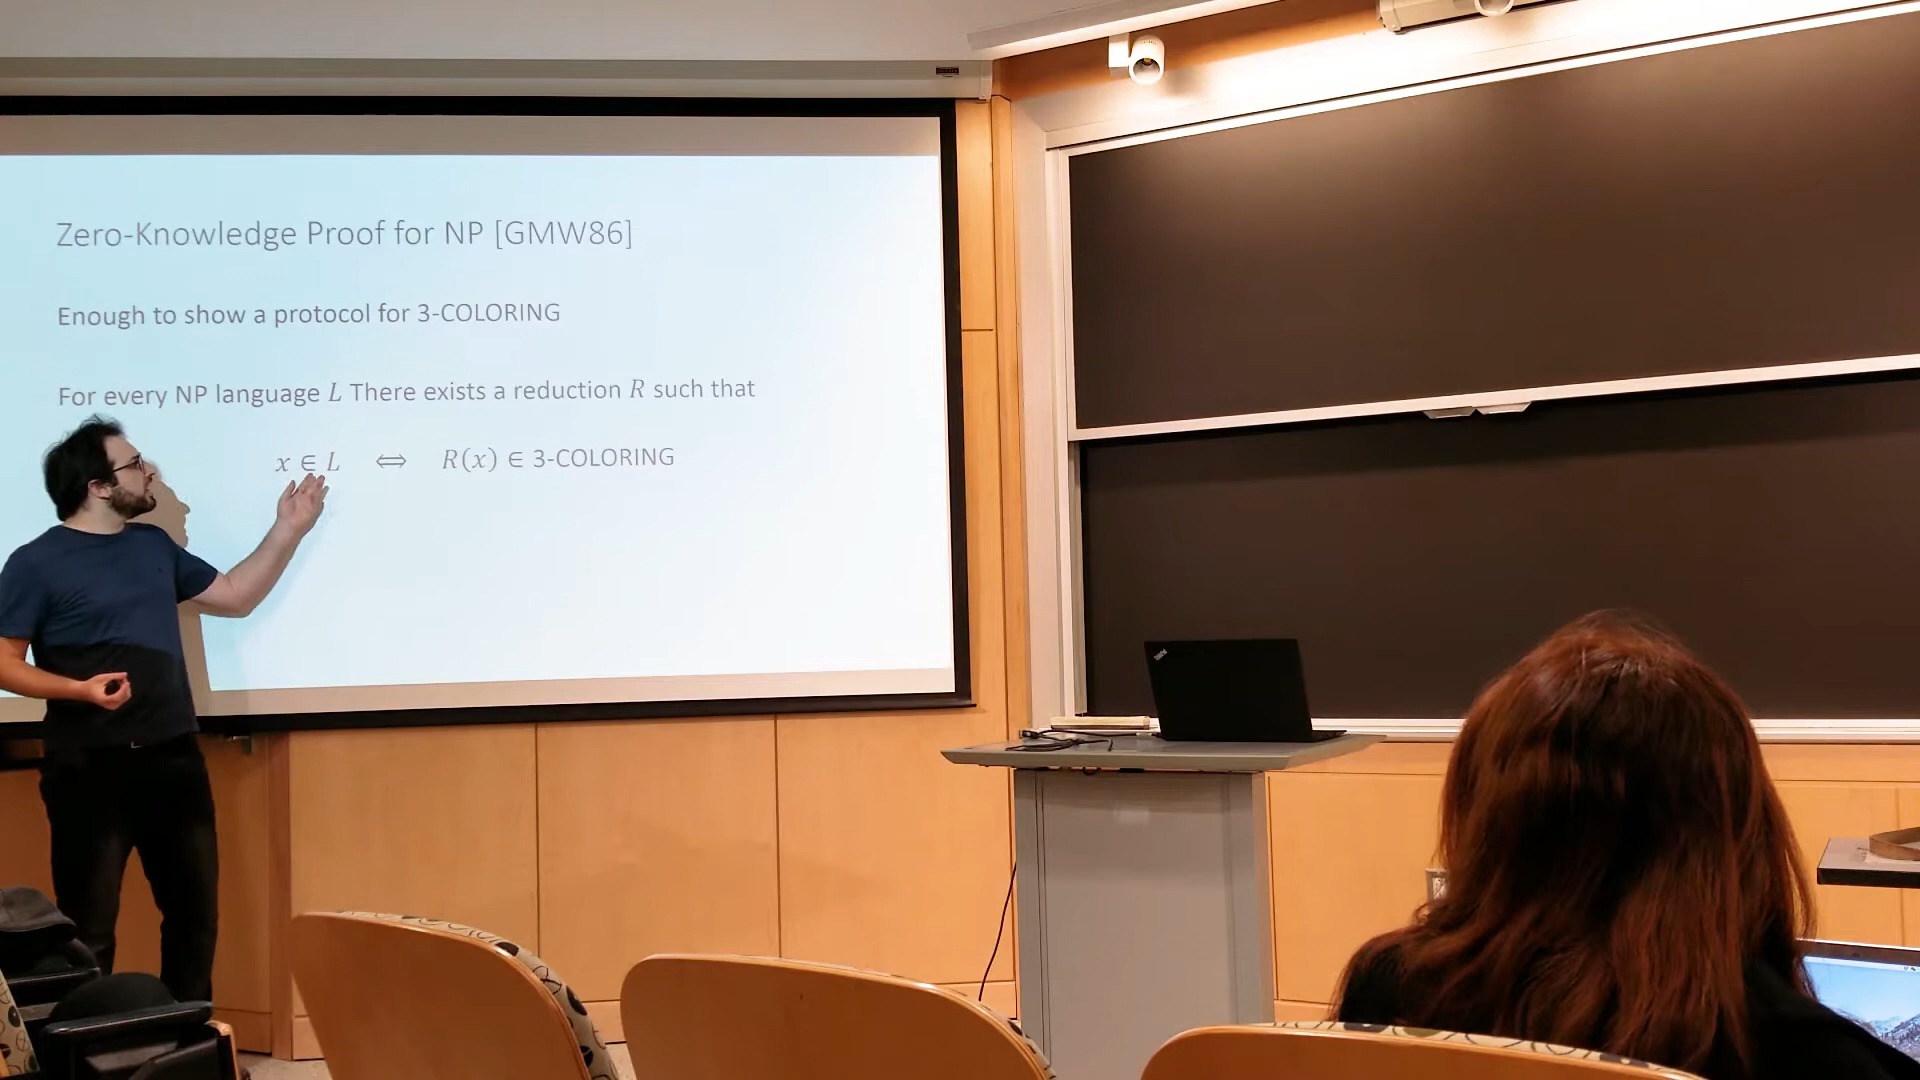 Zero-Knowledge Proof for NP [GMW86]
Enough to show a protocol for 3-COLORING
For every NP language L There exists a reduction R such that
x ∈ L ⇔ R(x) ∈ 3-COLORING
ThinkPad